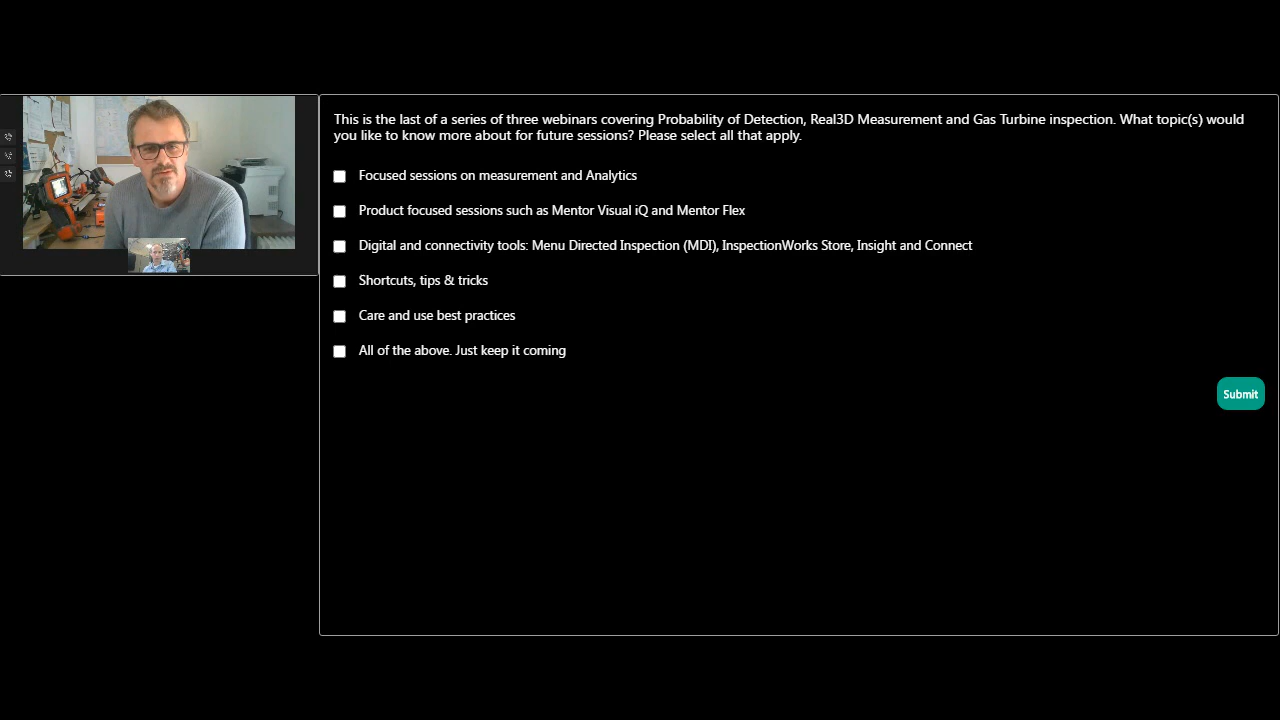 This is the last of a series of three webinars covering Probability of Detection, Real3D Measurement and Gas Turbine inspection. What topic(s) would
you like to know more about for future sessions? Please select all that apply.
Focused sessions on measurement and Analytics
Product focused sessions such as Mentor Visual iQ and Mentor Flex
Digital and connectivity tools: Menu Directed Inspection (MDI), InspectionWorks Store, Insight and Connect
Shortcuts, tips & tricks
Care and use best practices
All of the above. Just keep it coming
Submit